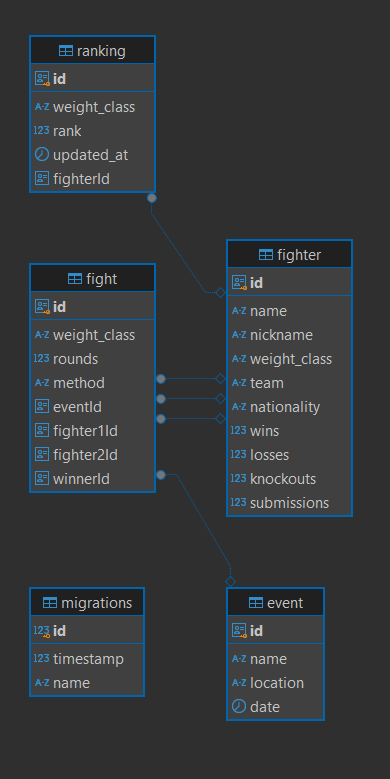 ranking
id
A-Z weight_class
123 rank
updated_at
fighterId
fight
id
A-Z weight_class
123 rounds
A-Z method
eventId
fighter1Id
fighter2Id
winnerId
fighter
id
A-Z name
A-Z nickname
A-Z weight_class
A-Z team
A-Z nationality
123 wins
123 losses
123 knockouts
123 submissions
migrations
123 id
123 timestamp
A-Z name
event
id
A-Z name
A-Z location
date